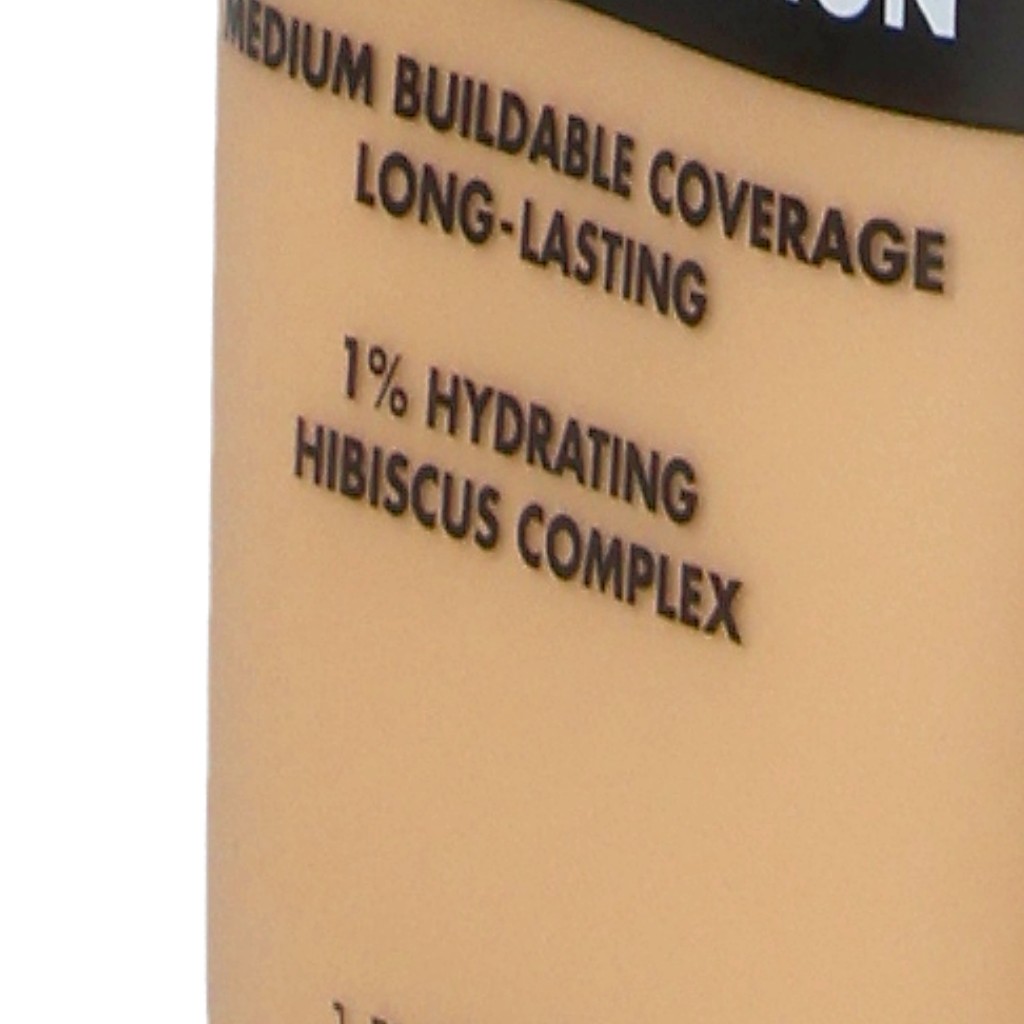 MEDIUM BUILDABLE COVERAGE
LONG-LASTING
1% HYDRATING
HIBISCUS COMPLEX